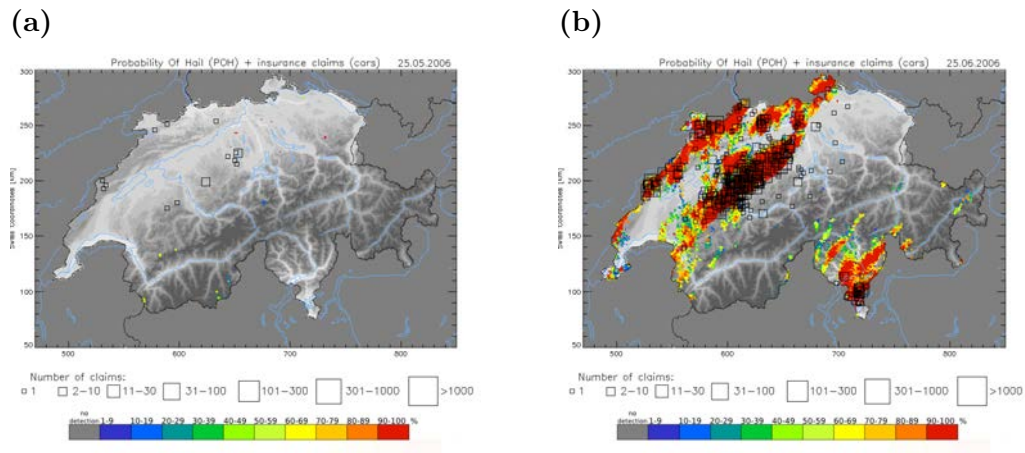 (a)
(b)
Probability Of Hail (POH) + insurance claims (cars) 25.05.2006
300
250
200
150
100
50
Swiss coordinates [km]
500 600 700 800
Number of claims:
1 2-10 11-30 31-100 101-300 301-1000 >1000
no detection 1-9 10-19 20-29 30-39 40-49 50-59 60-69 70-79 80-89 90-100 %
Probability Of Hail (POH) + insurance claims (cars) 25.06.2006
300
250
200
150
100
50
Swiss coordinates [km]
500 600 700 800
Number of claims:
1 2-10 11-30 31-100 101-300 301-1000 >1000
no detection 1-9 10-19 20-29 30-39 40-49 50-59 60-69 70-79 80-89 90-100 %